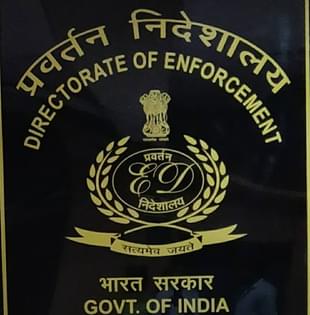 प्रवर्तन निदेशालय
DIRECTORATE OF ENFORCEMENT
प्रवर्तन
ED
निदेशालय
सत्यमेव जयते
भारत सरकार
GOVT. OF INDIA